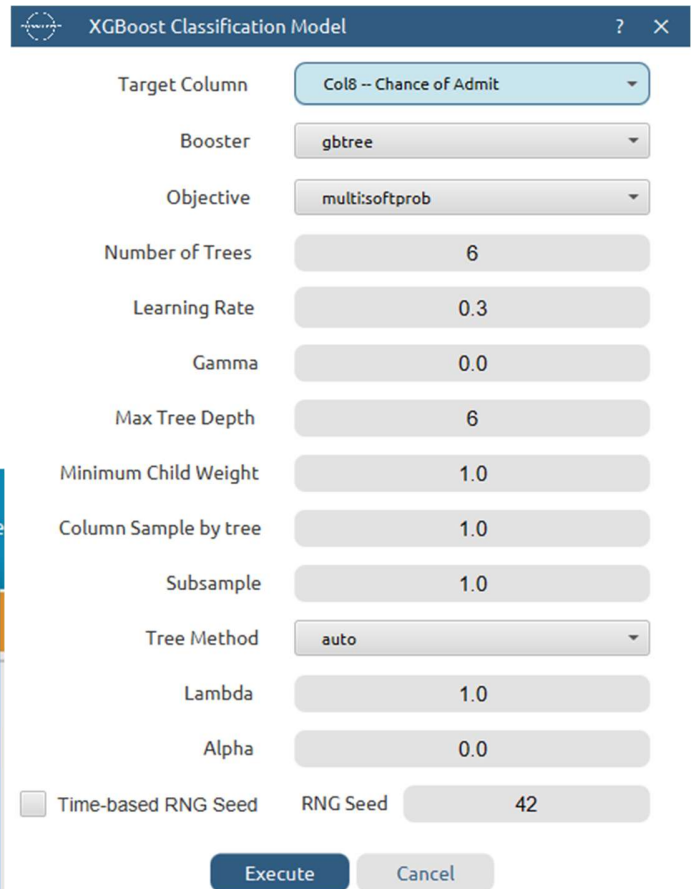 XGBoost Classification Model ? ×
Target Column Col8 -- Chance of Admit
Booster gbtree
Objective multi:softprob
Number of Trees 6
Learning Rate 0.3
Gamma 0.0
Max Tree Depth 6
Minimum Child Weight 1.0
Column Sample by tree 1.0
Subsample 1.0
Tree Method auto
Lambda 1.0
Alpha 0.0
Time-based RNG Seed RNG Seed 42
Execute Cancel